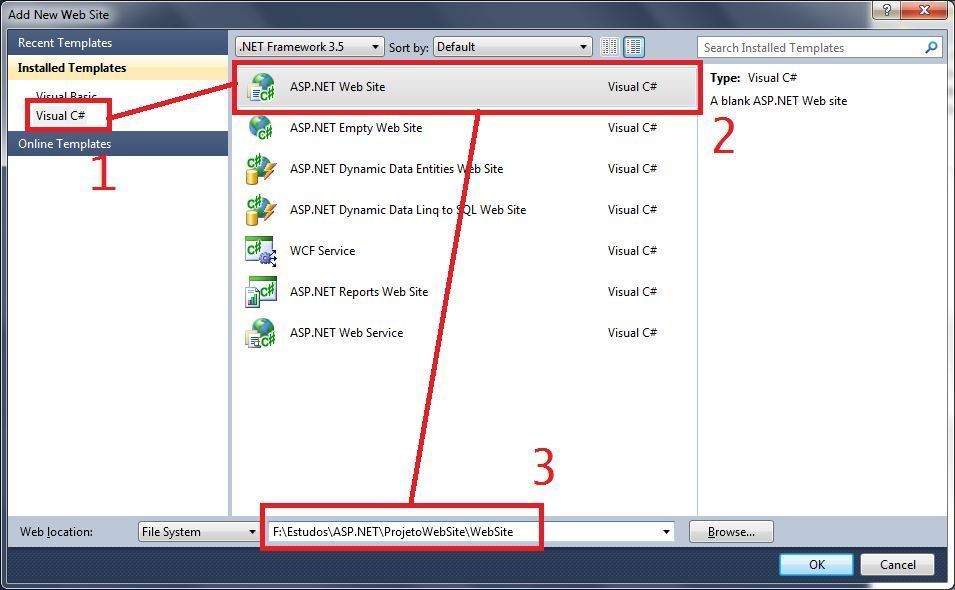 Add New Web Site
Recent Templates
Installed Templates
Visual Basic
Visual C#
Online Templates
1
.NET Framework 3.5 Sort by: Default
Search Installed Templates
ASP.NET Web Site Visual C#
ASP.NET Empty Web Site Visual C#
ASP.NET Dynamic Data Entities Web Site Visual C#
ASP.NET Dynamic Data Linq to SQL Web Site Visual C#
WCF Service Visual C#
ASP.NET Reports Web Site Visual C#
ASP.NET Web Service Visual C#
Type: Visual C#
A blank ASP.NET Web site
2
3
Web location: File System F:\Estudos\ASP.NET\ProjetoWebSite\WebSite Browse...
OK Cancel